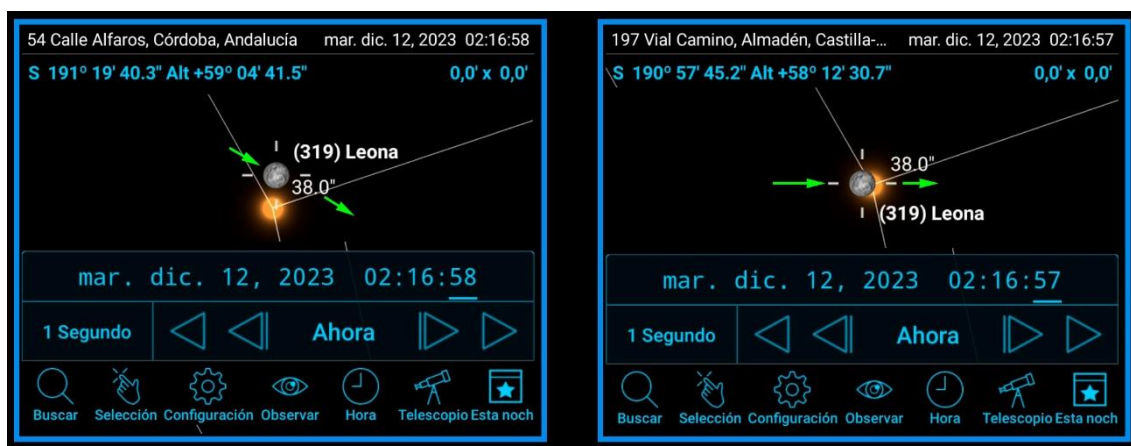 54 Calle Alfaros, Córdoba, Andalucía mar. dic. 12, 2023 02:16:58
S 191º 19' 40.3" Alt +59º 04' 41.5" 0,0' x 0,0'
(319) Leona
38.0"
mar. dic. 12, 2023 02:16:58
1 Segundo Ahora
Buscar Selección Configuración Observar Hora Telescopio Esta noch
197 Vial Camino, Almadén, Castilla-... mar. dic. 12, 2023 02:16:57
S 190º 57' 45.2" Alt +58º 12' 30.7" 0,0' x 0,0'
38.0"
(319) Leona
mar. dic. 12, 2023 02:16:57
1 Segundo Ahora
Buscar Selección Configuración Observar Hora Telescopio Esta noch